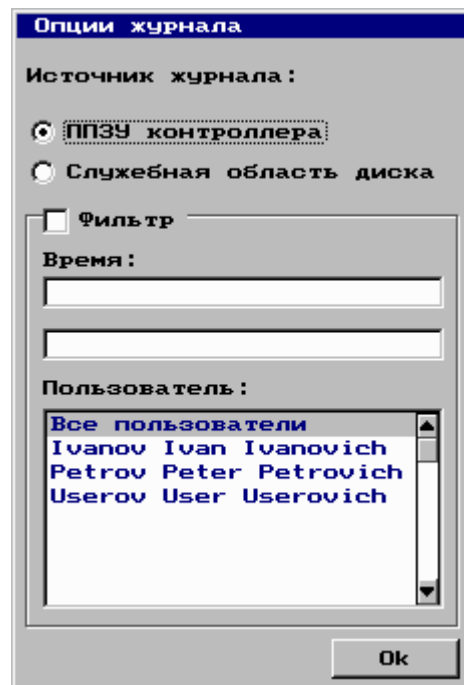 Опции журнала
Источник журнала:
ППЗУ контроллера
Служебная область диска
Фильтр
Время:
Пользователь:
Все пользователи
Ivanov Ivan Ivanovich
Petrov Peter Petrovich
Userov User Userovich
Ok